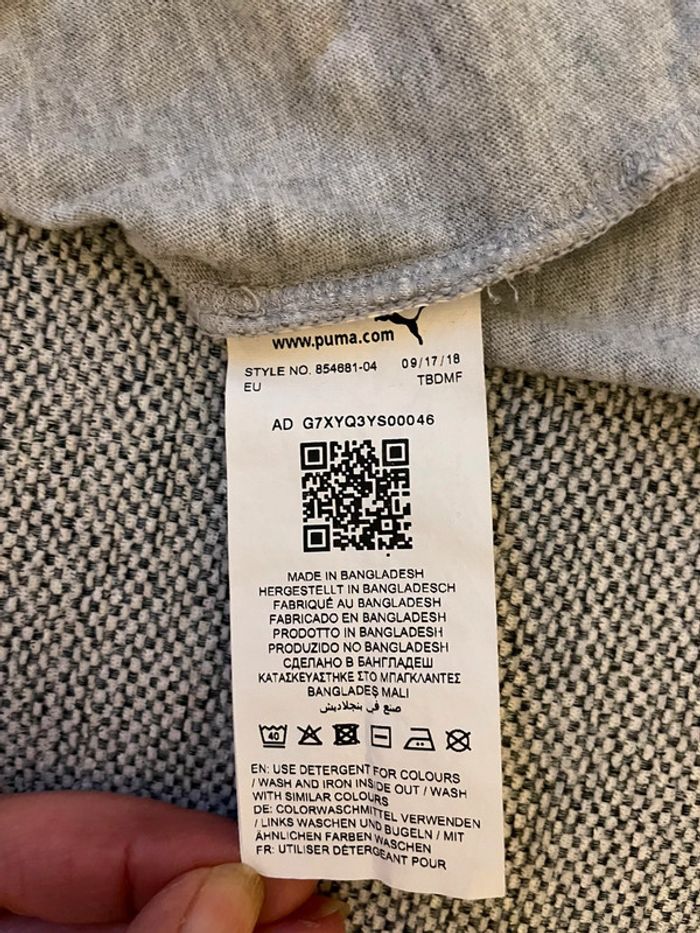 www.puma.com
STYLE NO. 854681-04 09/17/18
EU TBDMF
AD G7XYQ3YS00046
MADE IN BANGLADESH
HERGESTELLT IN BANGLADESCH
FABRIQUÉ AU BANGLADESH
FABRICADO EN BANGLADESH
PRODOTTO IN BANGLADESH
PRODUZIDO NO BANGLADESH
СДЕЛАНО В БАНГЛАДЕШ
ΚΑΤΑΣΚΕΥΑΣΤΗΚΕ ΣΤΟ ΜΠΑΓΚΛΑΝΤΕΣ
BANGLADEŞ MALI
صنع في بنجلاديش
40
EN: USE DETERGENT FOR COLOURS
/ WASH AND IRON INSIDE OUT / WASH
WITH SIMILAR COLOURS
DE: COLORWASCHMITTEL VERWENDEN
/ LINKS WASCHEN UND BUGELN / MIT
ÄHNLICHEN FARBEN WASCHEN
FR: UTILISER DÉTERGEANT POUR